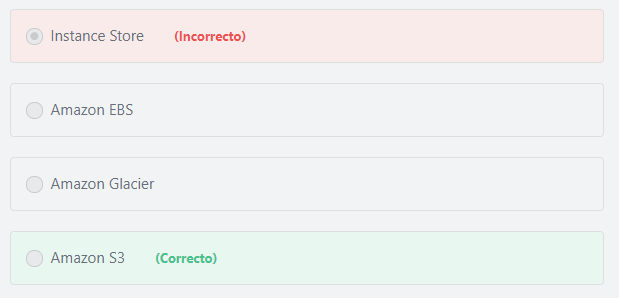 Instance Store (Incorrecto)
Amazon EBS
Amazon Glacier
Amazon S3 (Correcto)